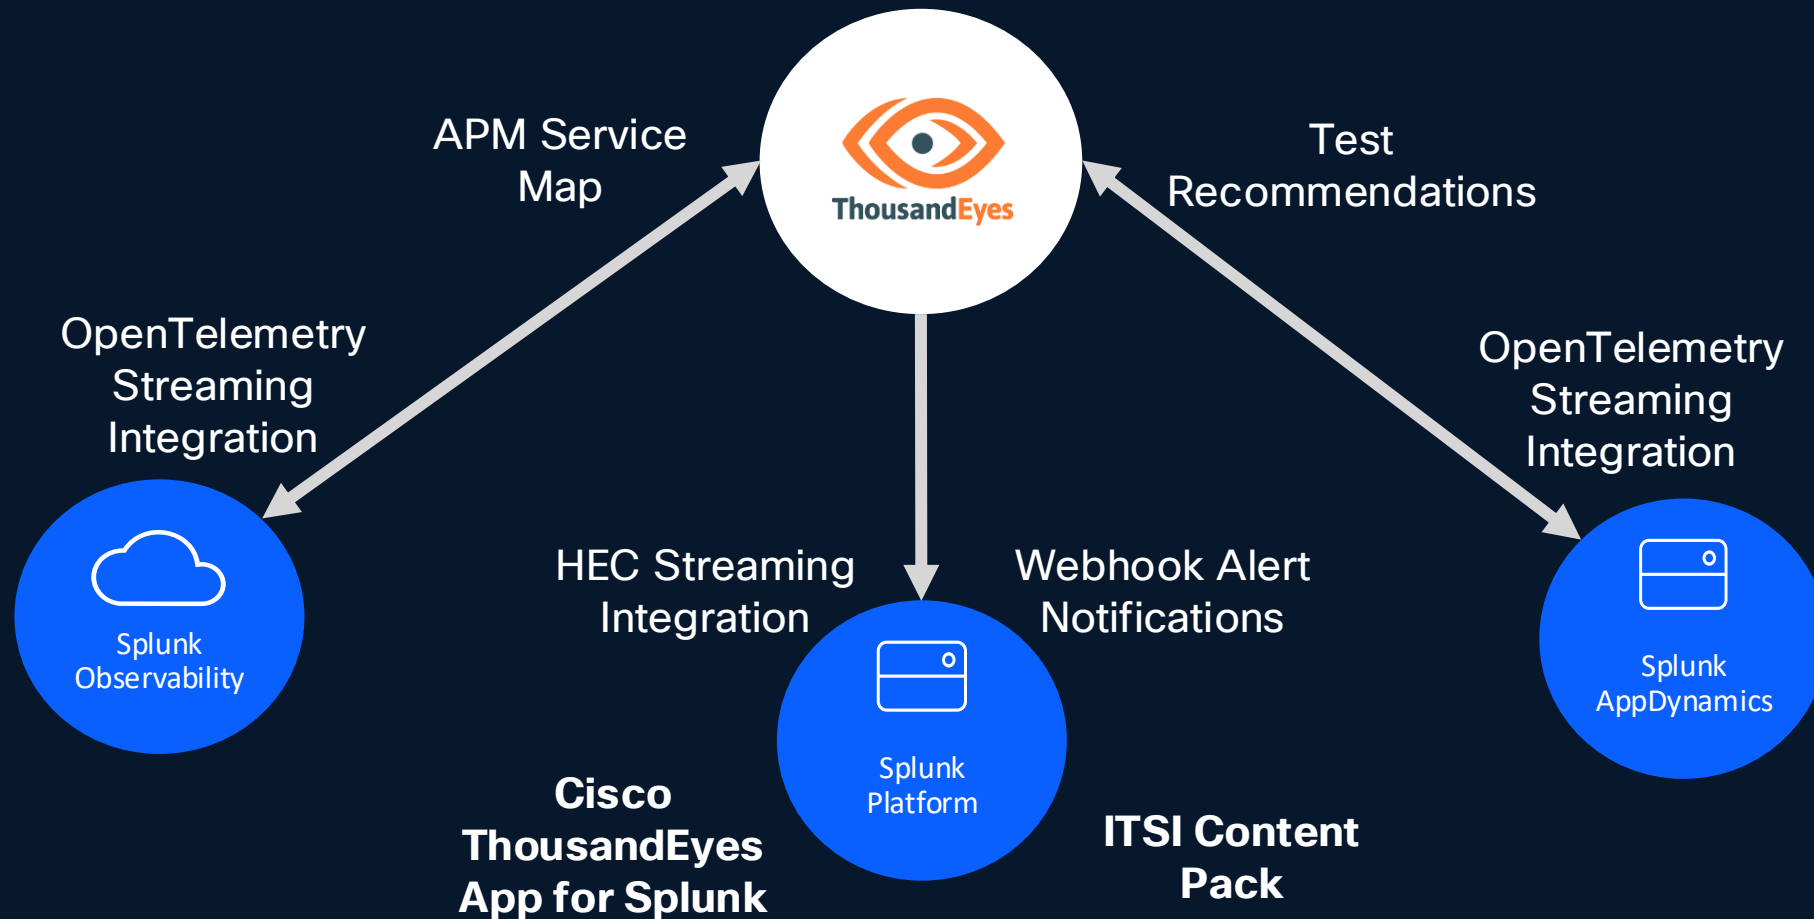 ThousandEyes
APM Service
Map
Test
Recommendations
OpenTelemetry
Streaming
Integration
OpenTelemetry
Streaming
Integration
Splunk
Observability
HEC Streaming
Integration
Webhook Alert
Notifications
Splunk
AppDynamics
Splunk
Platform
Cisco
ThousandEyes
App for Splunk
ITSI Content
Pack